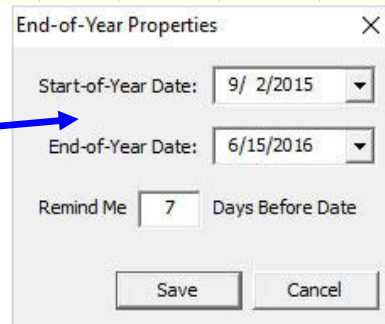 End-of-Year Properties
Start-of-Year Date: 9/ 2/2015
End-of-Year Date: 6/15/2016
Remind Me 7 Days Before Date
Save Cancel